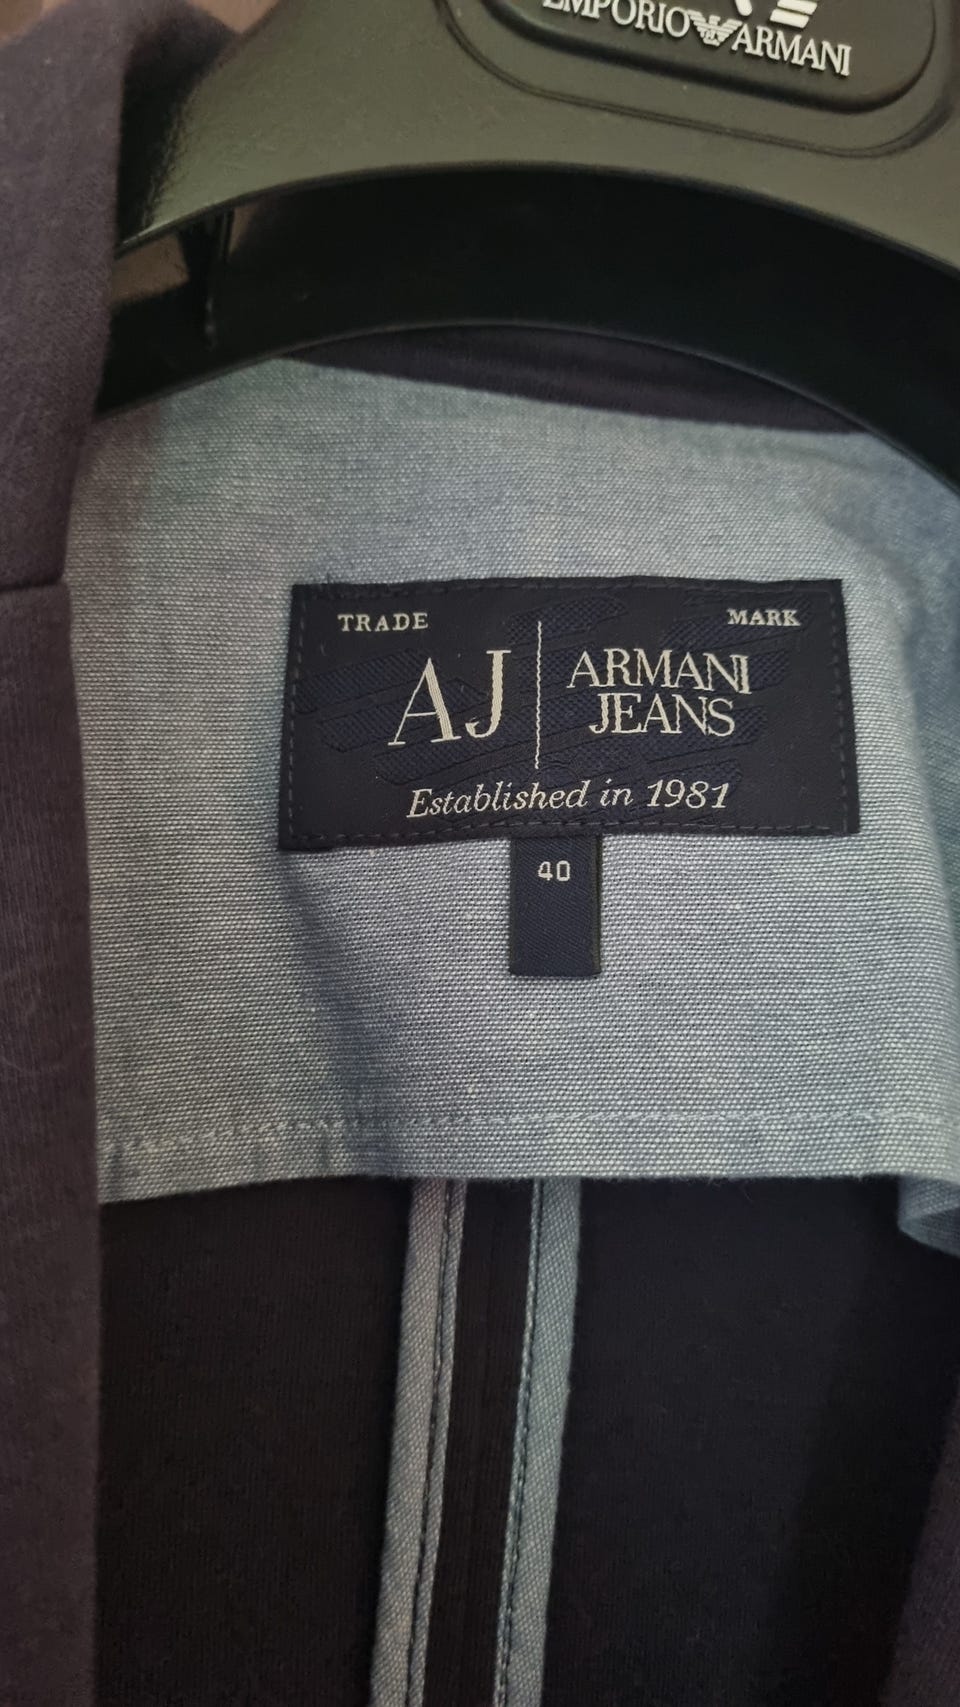 EMPORIO ARMANI
TRADE MARK
AJ ARMANI
JEANS
Established in 1981
40